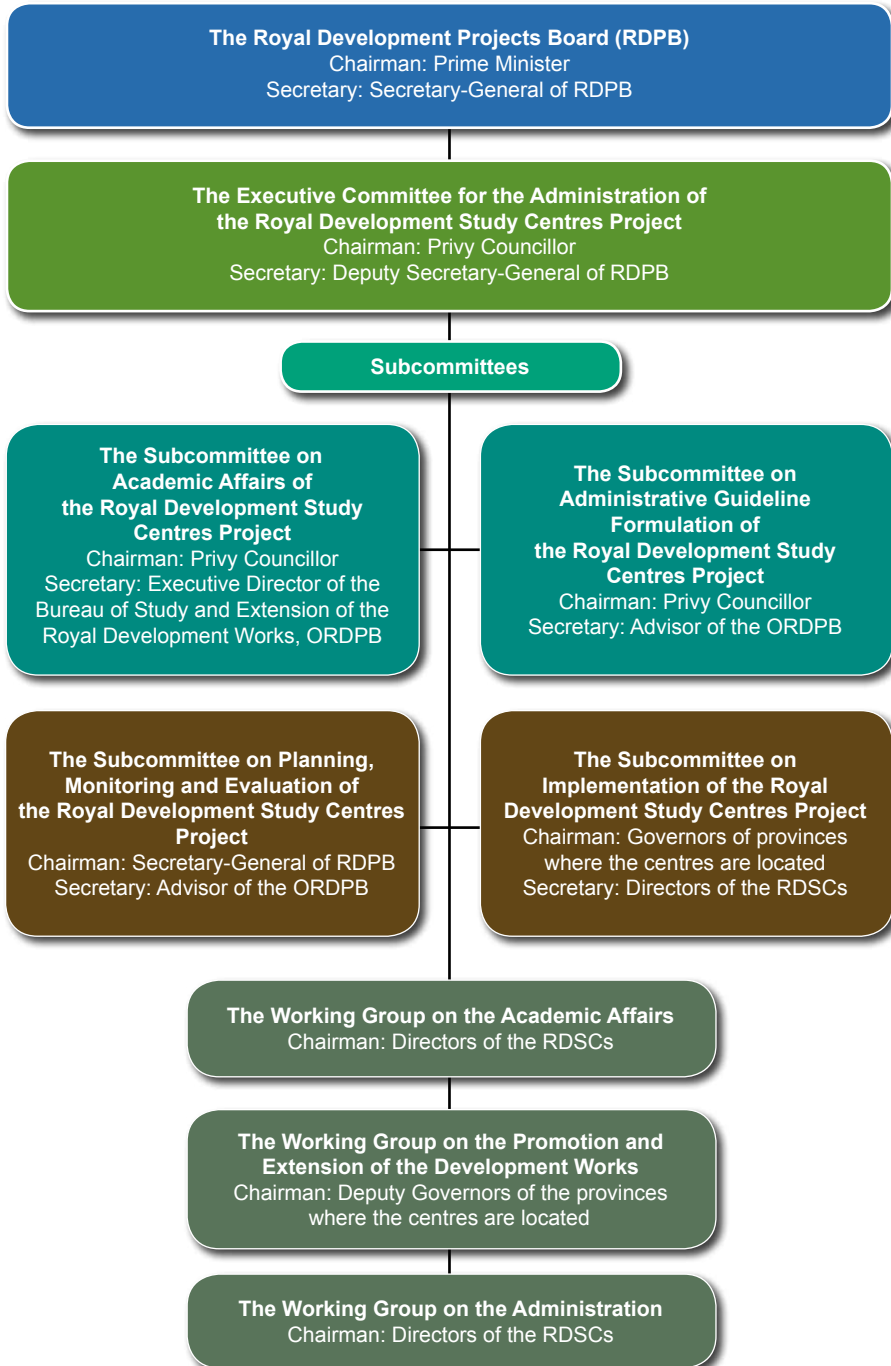 The Royal Development Projects Board (RDPB)
Chairman: Prime Minister
Secretary: Secretary-General of RDPB
The Executive Committee for the Administration of
the Royal Development Study Centres Project
Chairman: Privy Councillor
Secretary: Deputy Secretary-General of RDPB
Subcommittees
The Subcommittee on
Academic Affairs of
the Royal Development Study
Centres Project
Chairman: Privy Councillor
Secretary: Executive Director of the
Bureau of Study and Extension of the
Royal Development Works, ORDPB
The Subcommittee on
Administrative Guideline
Formulation of
the Royal Development Study
Centres Project
Chairman: Privy Councillor
Secretary: Advisor of the ORDPB
The Subcommittee on Planning,
Monitoring and Evaluation of
the Royal Development Study Centres
Project
Chairman: Secretary-General of RDPB
Secretary: Advisor of the ORDPB
The Subcommittee on
Implementation of the Royal
Development Study Centres Project
Chairman: Governors of provinces
where the centres are located
Secretary: Directors of the RDSCs
The Working Group on the Academic Affairs
Chairman: Directors of the RDSCs
The Working Group on the Promotion and
Extension of the Development Works
Chairman: Deputy Governors of the provinces
where the centres are located
The Working Group on the Administration
Chairman: Directors of the RDSCs